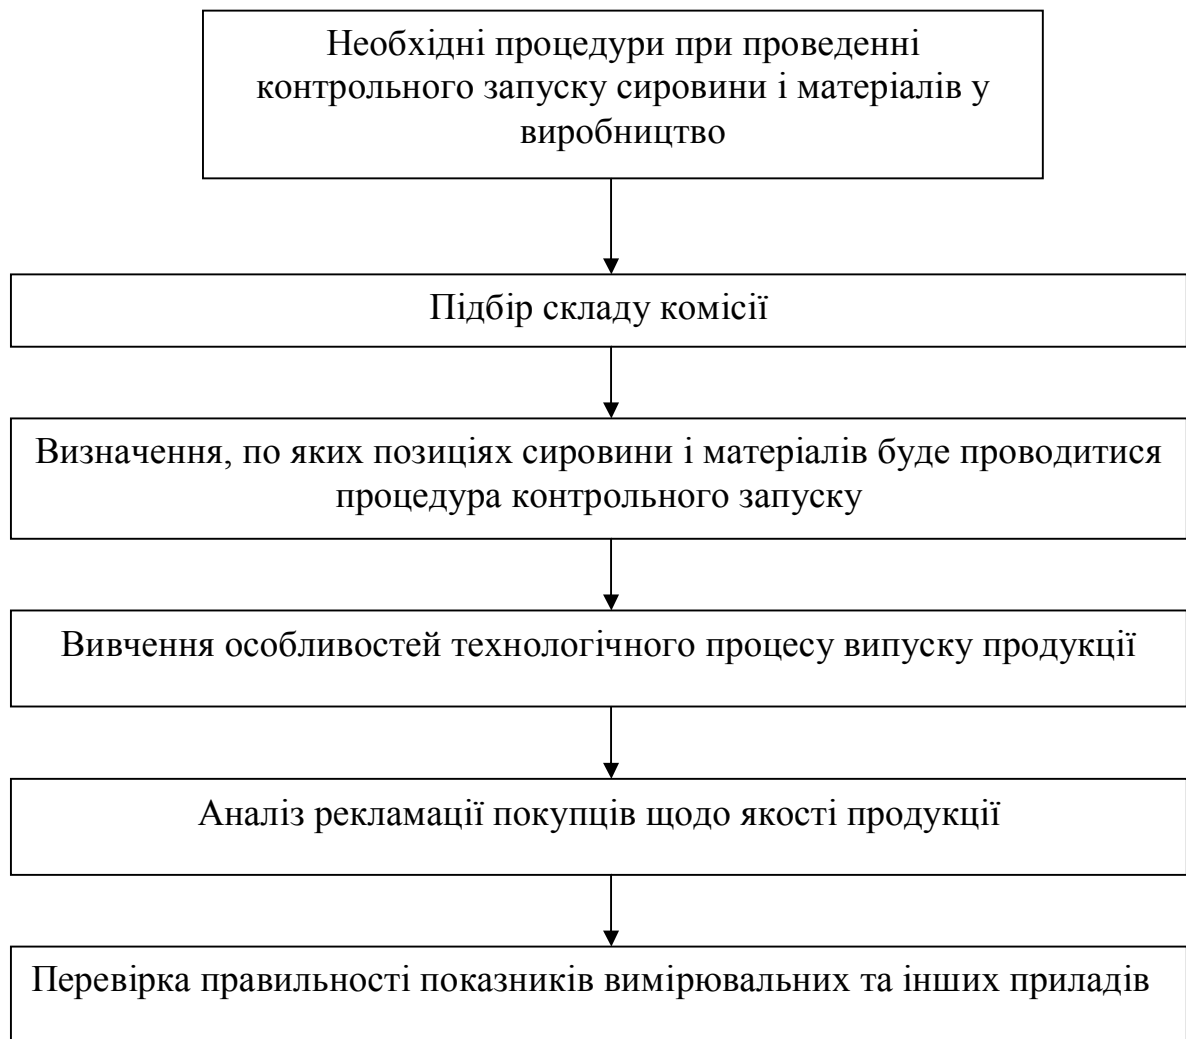 Необхідні процедури при проведенні
контрольного запуску сировини і матеріалів у
виробництво
Підбір складу комісії
Визначення, по яких позиціях сировини і матеріалів буде проводитися
процедура контрольного запуску
Вивчення особливостей технологічного процесу випуску продукції
Аналіз рекламації покупців щодо якості продукції
Перевірка правильності показників вимірювальних та інших приладів